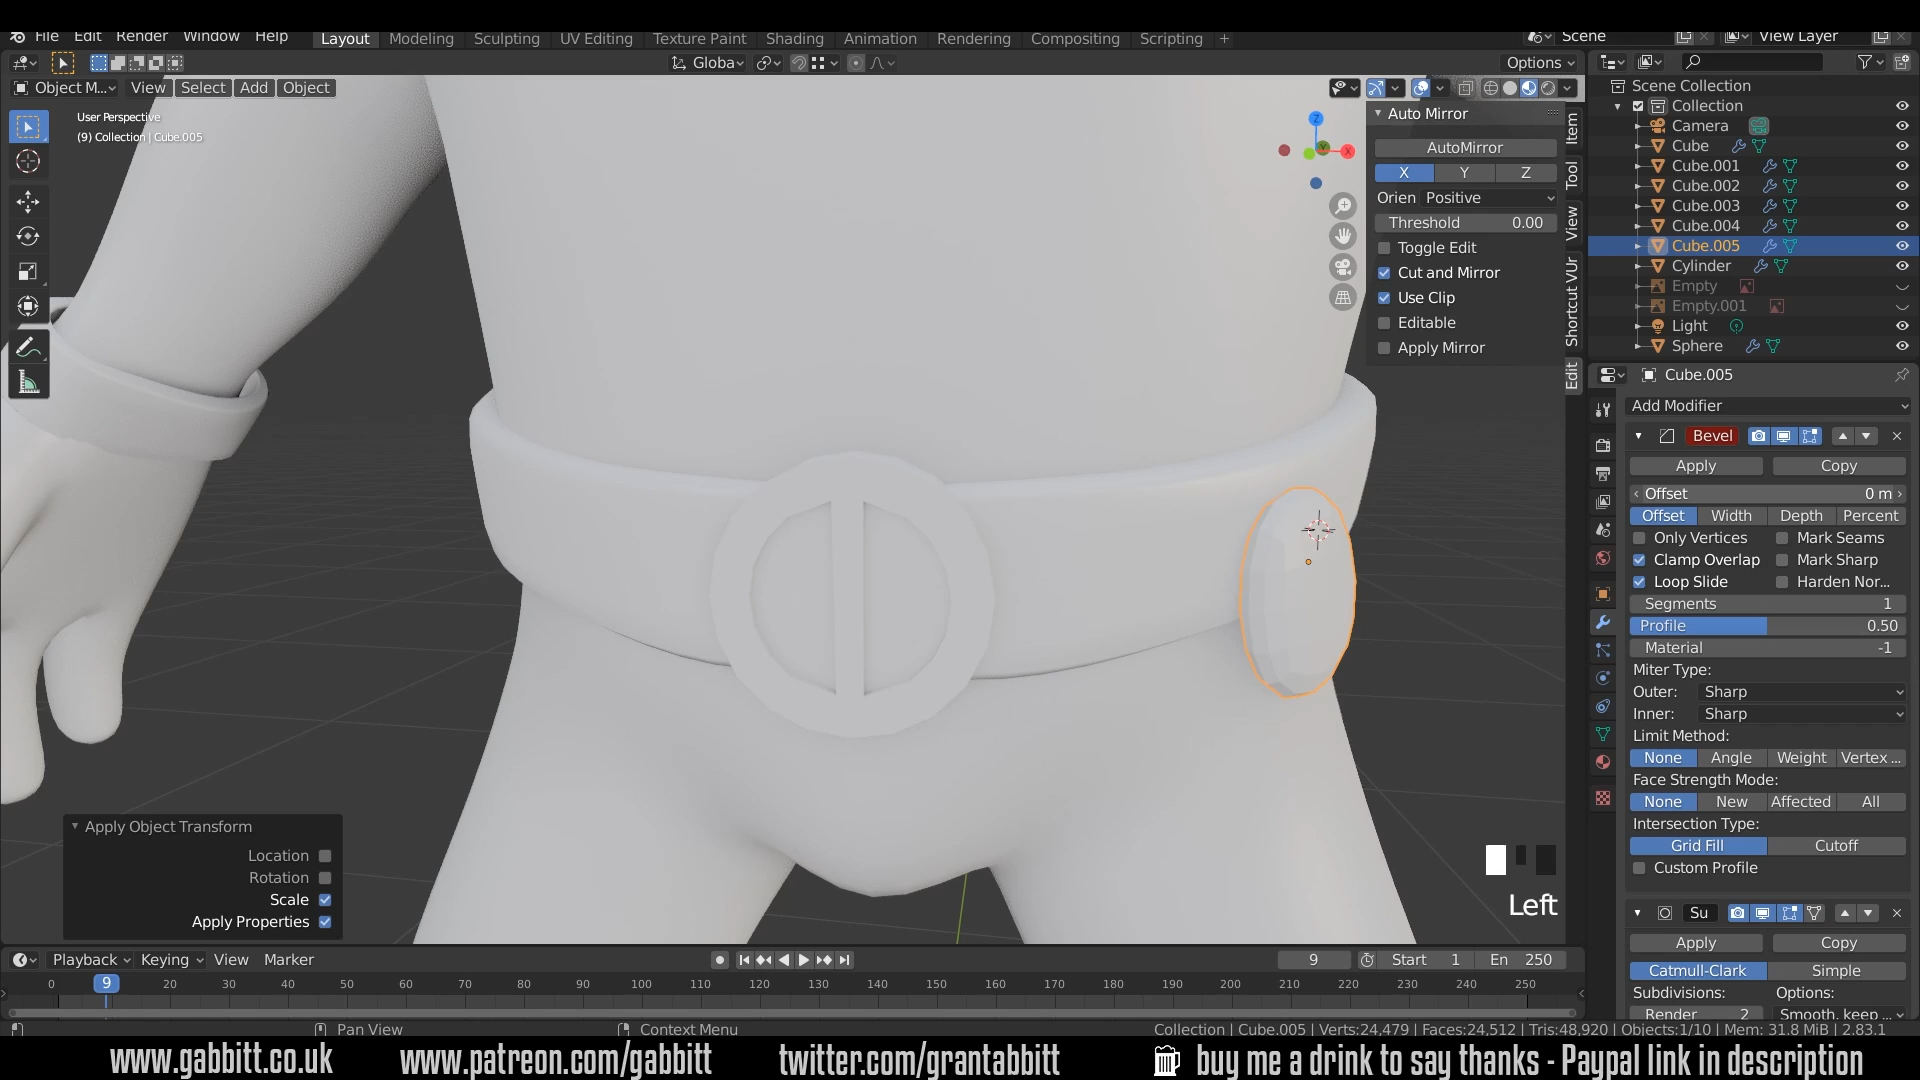 File Edit Render Window Help Layout Modeling Sculpting UV Editing Texture Paint Shading Animation Rendering Compositing Scripting + Scene View Layer
Globa Options
Object M... View Select Add Object
User Perspective
(9) Collection | Cube.005
Auto Mirror
AutoMirror
X Y Z
Orien Positive
Threshold 0.00
Toggle Edit
Cut and Mirror
Use Clip
Editable
Apply Mirror
Item
Tool
View
Shortcut VUr
Edit
Z
X
Y
Scene Collection
Collection
Camera
Cube
Cube.001
Cube.002
Cube.003
Cube.004
Cube.005
Cylinder
Empty
Empty.001
Light
Sphere
Cube.005
Add Modifier
Bevel
Apply Copy
Offset 0 m
Offset Width Depth Percent
Only Vertices Mark Seams
Clamp Overlap Mark Sharp
Loop Slide Harden Nor...
Segments 1
Profile 0.50
Material -1
Miter Type:
Outer: Sharp
Inner: Sharp
Limit Method:
None Angle Weight Vertex ...
Face Strength Mode:
None New Affected All
Intersection Type:
Grid Fill Cutoff
Custom Profile
Su
Apply Copy
Catmull-Clark Simple
Subdivisions: Options:
Render 2 Smooth, keep ...
Apply Object Transform
Location
Rotation
Scale
Apply Properties
Left
Playback Keying View Marker 9 Start 1 En 250
0 9 20 30 40 50 60 70 80 90 100 110 120 130 140 150 160 170 180 190 200 210 220 230 240 250
Pan View Context Menu Collection | Cube.005 | Verts:24,479 | Faces:24,512 | Tris:48,920 | Objects:1/10 | Mem: 31.8 MiB | 2.83.1
www.gabbitt.co.uk www.patreon.com/gabbitt twitter.com/grantabbitt buy me a drink to say thanks - Paypal link in description